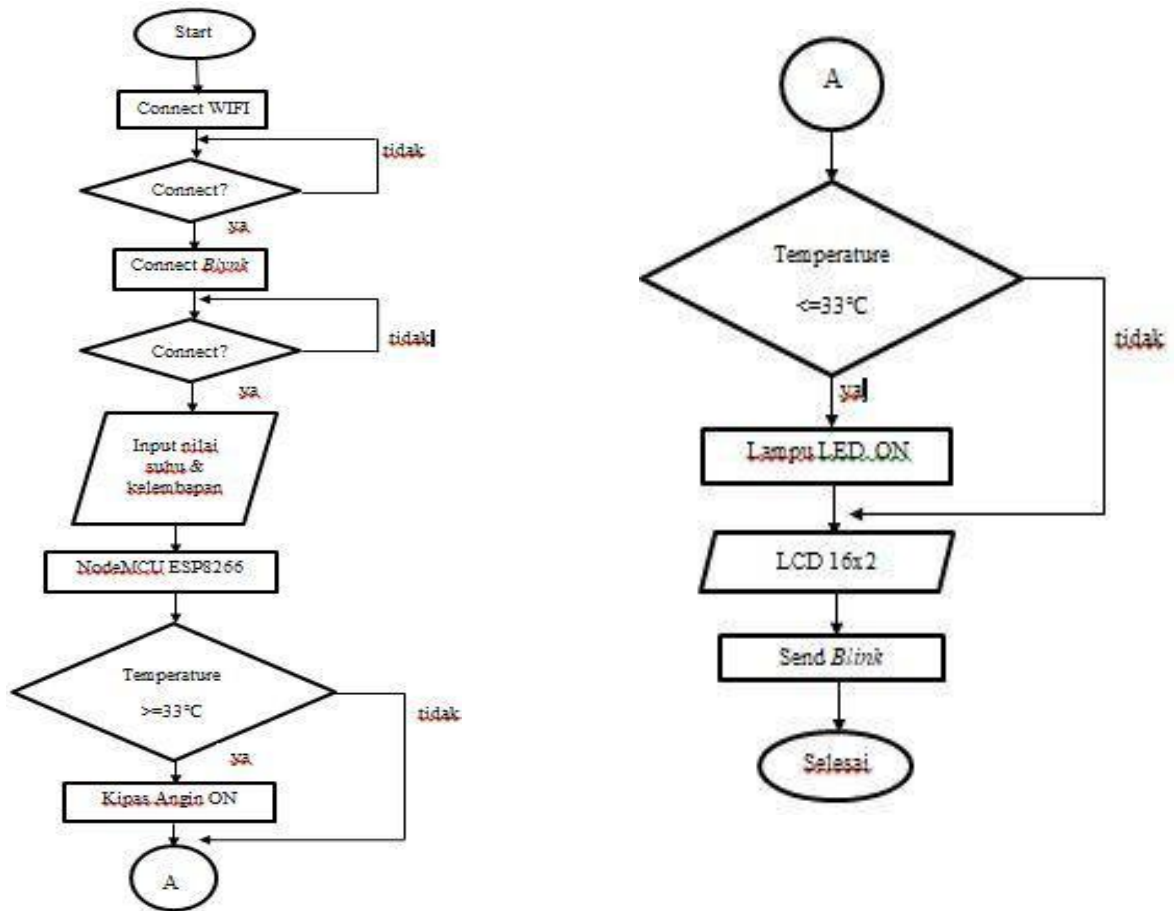 Start
Connect WIFI
tidak
Connect?
ya
Connect Blynk
tidak
Connect?
ya
Input nilai
suhu &
kelembapan
NodeMCU ESP8266
Temperature
>=33°C
tidak
ya
Kipas Angin ON
A
A
Temperature
<=33°C
tidak
ya
Lampu LED ON
LCD 16x2
Send Blink
Selesai